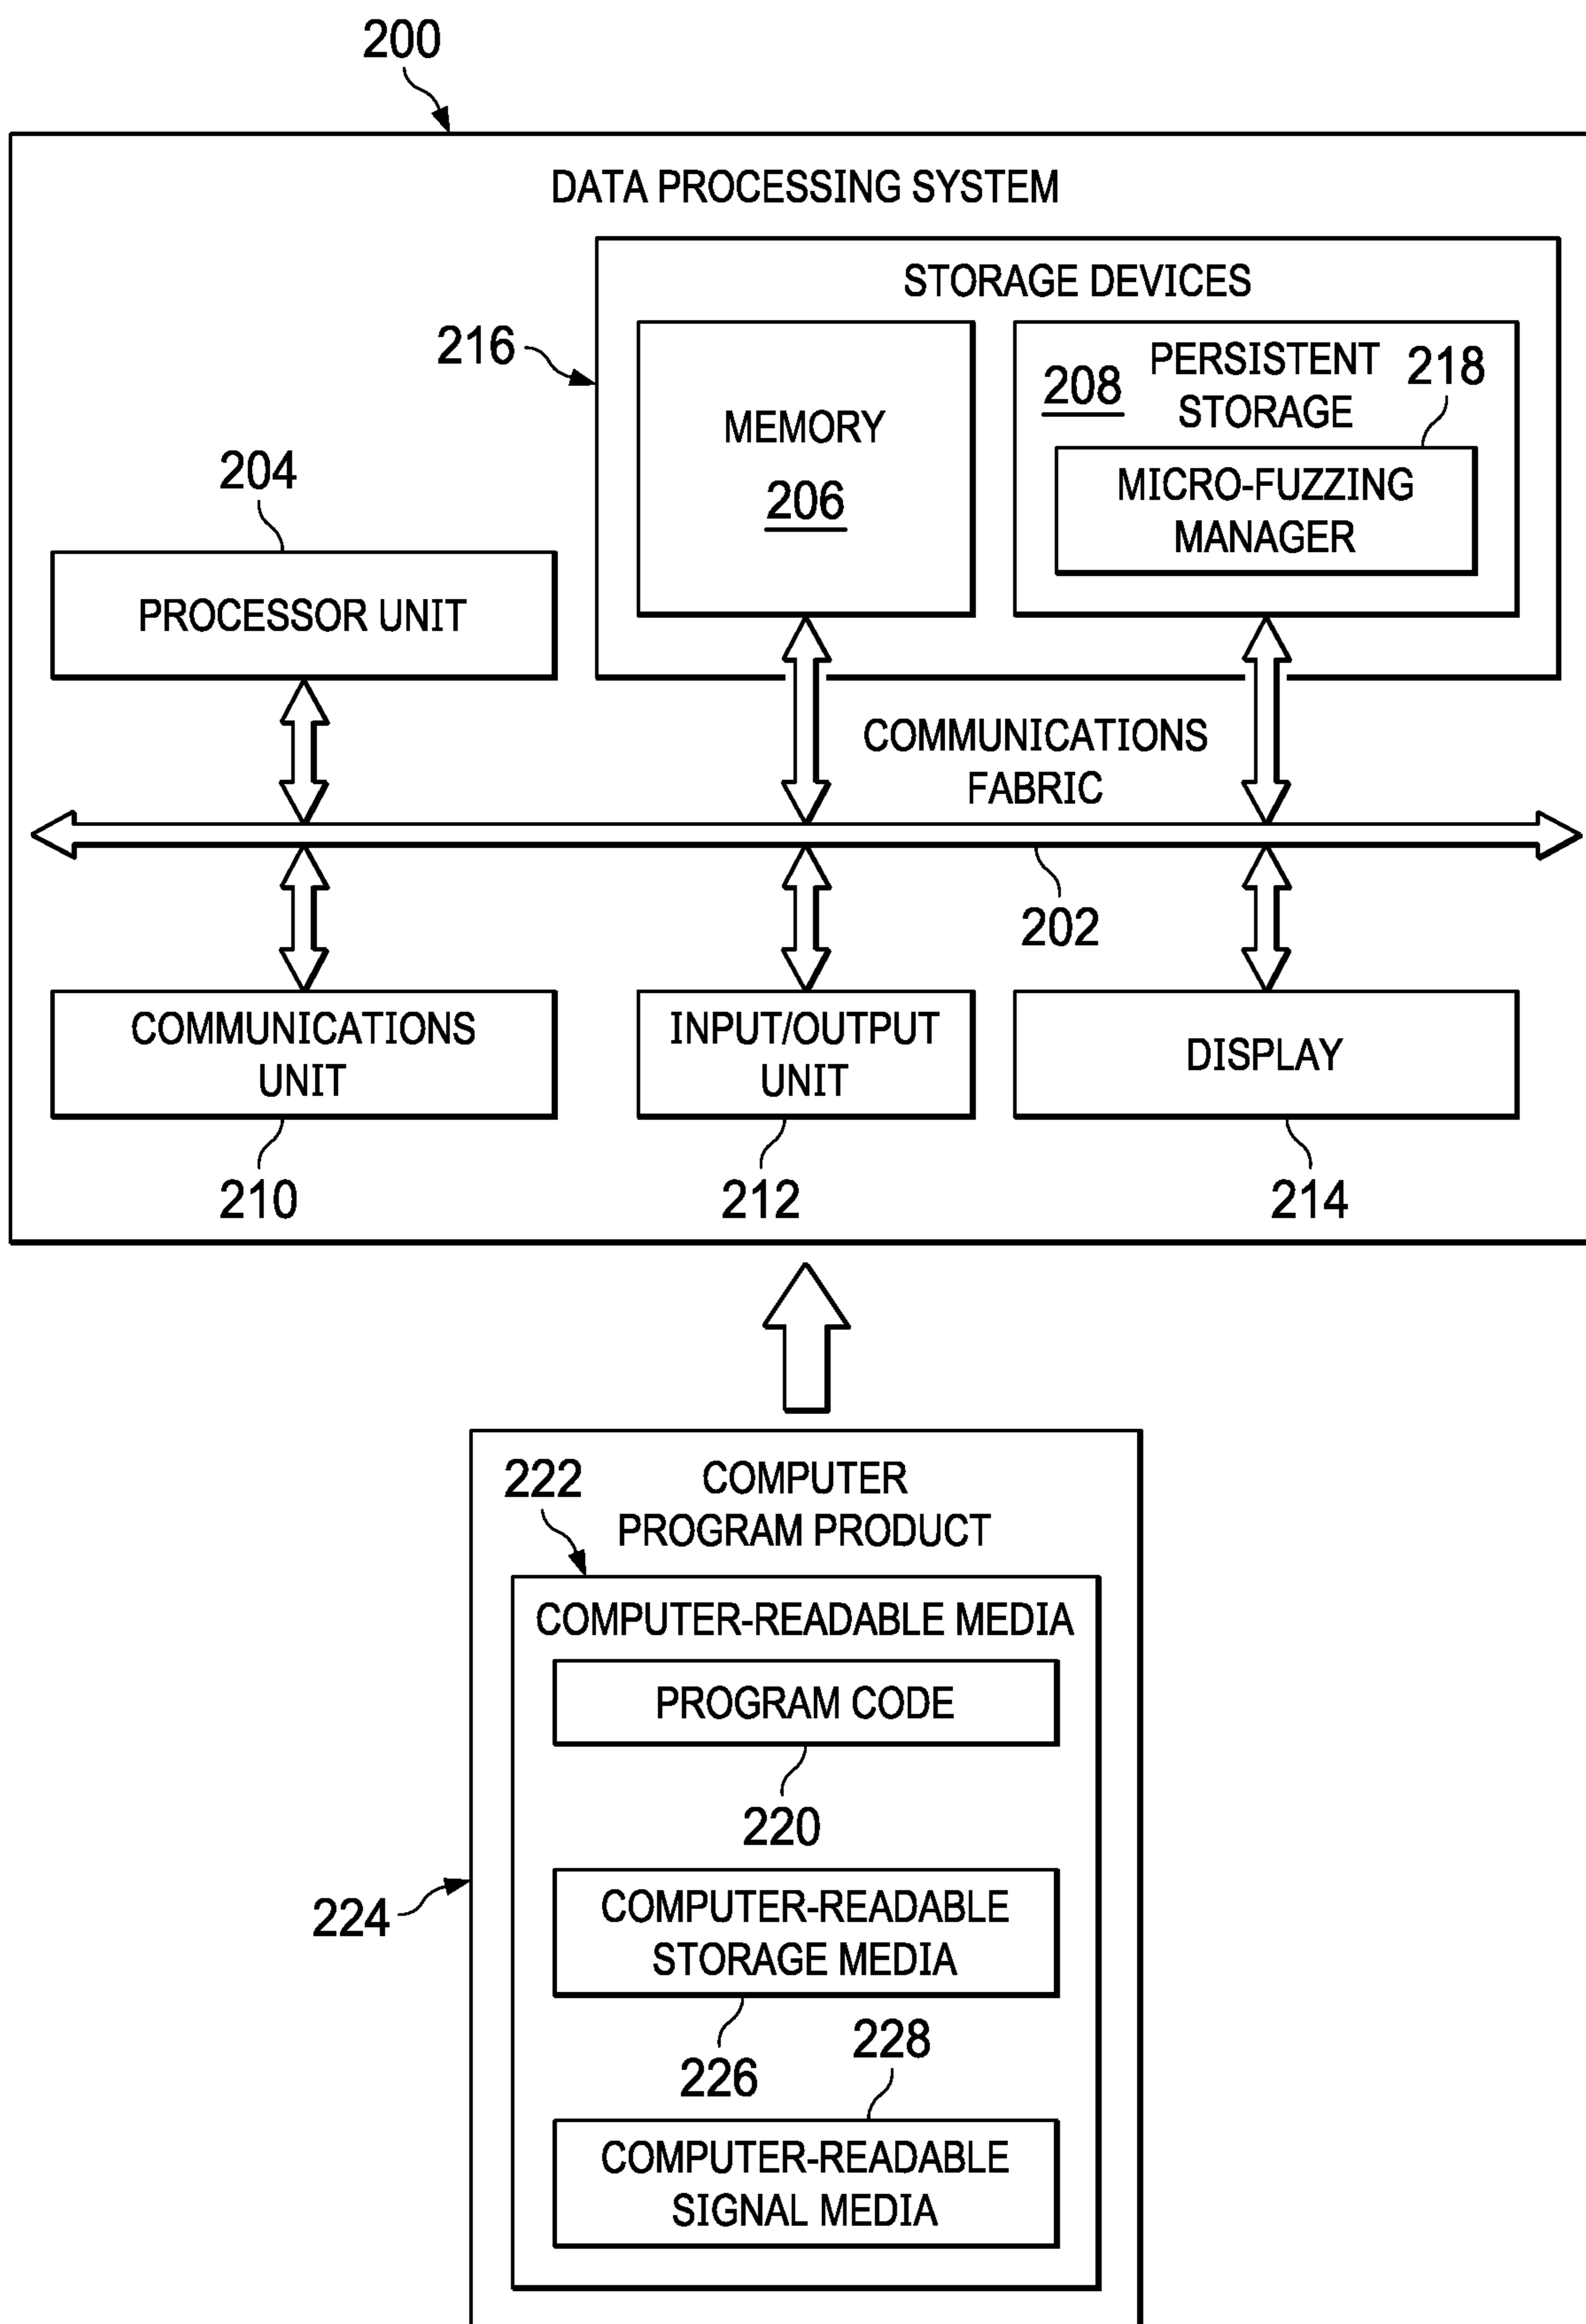 200
DATA PROCESSING SYSTEM
STORAGE DEVICES
216
MEMORY
206
208
PERSISTENT
STORAGE
218
MICRO-FUZZING
MANAGER
204
PROCESSOR UNIT
COMMUNICATIONS
FABRIC
202
COMMUNICATIONS
UNIT
210
INPUT/OUTPUT
UNIT
212
DISPLAY
214
COMPUTER
PROGRAM PRODUCT
222
COMPUTER-READABLE MEDIA
PROGRAM CODE
220
224
COMPUTER-READABLE
STORAGE MEDIA
226
228
COMPUTER-READABLE
SIGNAL MEDIA